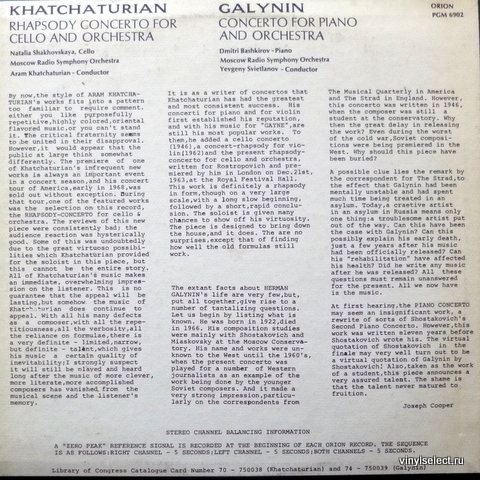 KHATCHATURIAN
RHAPSODY CONCERTO FOR
CELLO AND ORCHESTRA
Natalia Shakhovskaya, Cello
Moscow Radio Symphony Orchestra
Aram Khatchaturian - Conductor
GALYNIN
CONCERTO FOR PIANO
AND ORCHESTRA
Dmitri Bashkirov - Piano
Moscow Radio Symphony Orchestra
Yevgeny Svietlanov - Conductor
ORION
PGM 6902
By now,the style of ARAM KHATCHA-
TURIAN's works fits into a pattern
too familiar to require comment.
either you like purposefully
repetitive,highly colored,oriental
flavored music,or you can't stand
it. The critical fraternity seems
to be united in their disapproval.
However,it would appear that the
public at large think somewhat
differently. The premiere of one
of Khatchaturian's infrequent new
works is always an important event
in the concert season,and his concert
tour of America,early in 1968,was
sold out without exception. During
that tour,one of the featured works
was the selection on this record,
the RHAPSODY-CONCERTO for cello &
orchestra. The reviews of this new
piece were consistently bad; the
audience reaction was hysterically
good. Some of this was undoubtedly
due to the great virtuoso possibi-
lities which Khatchaturian provided
for the soloist in this piece, but
this cannot be the entire story.
All of Khatchaturian's music makes
an immediate, overwhelming impres-
sion on the listener. This is no
guarantee that the appeal will be
lasting,but somehow the music of
Khatchaturian does continue to
appeal. With all his many defects
as a composer,with all the repe-
titiousness,all the vulgarity,all
the reliance on formula, there is
a very definite - limited,narrow,
but definite - talent,which gives
his music a certain quality of
inevitability;I strongly suspect
it will still be played and heard
long after the music of more clever,
more literate,more accomplished
composers has vanished from the
musical scene and the listener's
memory.
It is as a writer of concertos that
Khatchaturian has had the greatest
and most consistent success. His
concerti for piano and for violin
first established his reputation,
and with his music for "GAYNE",are
still his most popular works. To
these, he added a cello concerto
(1946),a concert-rhapsody for vio-
lin(1962)and the present rhapsody-
concerto for cello and orchestra,
written for Rostropovich and pre-
miered by him in London on Dec.21st,
1963,at the Royal Festival Hall.
This work is definitely a rhapsody
in form,though on a very large
scale,with a long slow beginning,
followed by a short,rapid conclu-
sion. The soloist is given many
chances to show off his virtuosity.
The piece is designed to bring down
the house,and it does. The are no
surprises,except that of finding
how well the old formulas still
work.
The extant facts about HERMAN
GALYNIN's life are very few,but,
put all together,give rise to a
number of tantalizing questions.
Let us begin by listing what is
known. He was born in 1922,died
in 1966. His composition studies
were mainly with Shostakovich and
Miaskovsky at the Moscow Conserva-
tory. His name and works were un-
known to the West until the 1960's,
when the present concerto was
played for a number of Western
journalists as an example of the
work being done by the younger
Soviet composers. And it made a
very strong impression,particu-
larly on the correspondents from
The Musical Quarterly in America
and The Strad in England. However,
this concerto was written in 1946,
when the composer was still a
student at the conservatory. Why
then the great delay in releasing
the work? Even during the worst
of the cold war,Soviet composi-
tions were being premiered in the
West. Why should this piece have
been buried?
A possible clue lies the remark by
the correspondent for The Strad,to
the effect that Galynin had been
mentally unstable and had spent
much time being treated in an
asylum. Today,a creative artist
in an asylum in Russia means only
one thing;a troublesome artist put
out of the way. Can this have been
the case with Galynin? Can this
possibly explain his early death,
just a few years after his music
had been officially released? Can
his "rehabilitation" have affected
his health? Did he write any music
after he was released? All these
questions must remain unanswered
for the present. All we now have
is the music.
At first hearing,the PIANO CONCERTO
may seem an insignificant work, a
rewrite of sorts of Shostakovich's
Second Piano Concerto. However,this
work was written eleven years before
Shostakovich wrote his. The virtual
quotation of Shostakovich in the
finale may very well turn out to be
a virtual quotation of Galynin by
Shostakovich! Also,taken as the work
of a student,this piece announces a
very assured talent. The shame is
that the talent never matured to
fruition.
Joseph Cooper
STEREO CHANNEL BALANCING INFORMATION
A "ZERO PEAK" REFERENCE SIGNAL IS RECORDED AT THE BEGINNING OF EACH ORION RECORD. THE SEQUENCE
IS AS FOLLOWS:RIGHT CHANNEL - 5 SECONDS;LEFT CHANNEL - 5 SECONDS;BOTH CHANNELS - 5 SECONDS.
Library of Congress Catalogue Card Number 70 - 750038 (Khatchaturian) and 74 - 750039 (Galynin)
vinylselect.ru